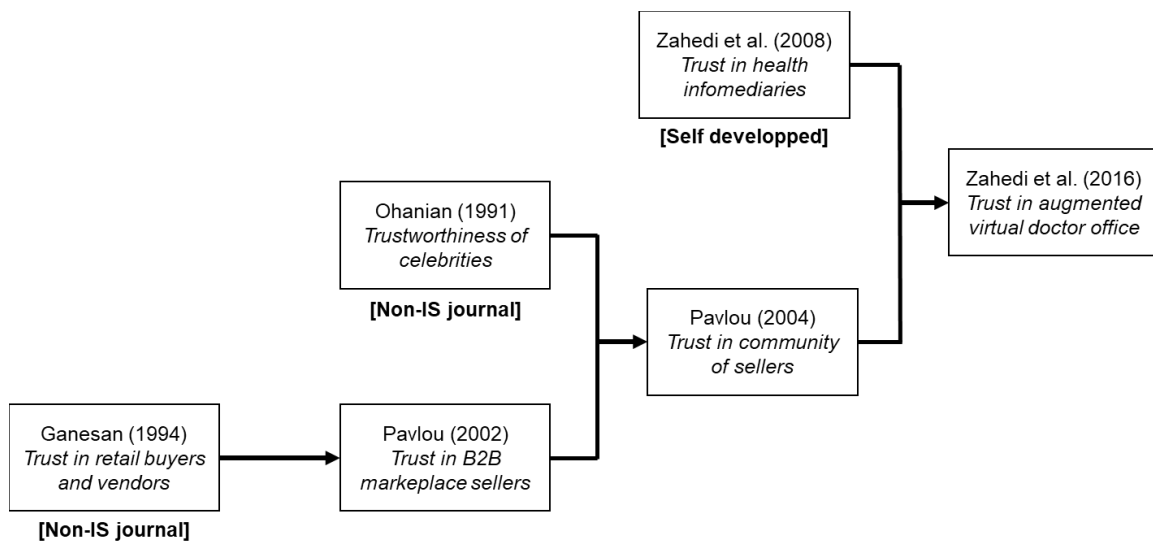 Zahedi et al. (2008)
Trust in health
infomediaries
[Self developped]
Zahedi et al. (2016)
Trust in augmented
virtual doctor office
Ohanian (1991)
Trustworthiness of
celebrities
[Non-IS journal]
Pavlou (2004)
Trust in community
of sellers
Ganesan (1994)
Trust in retail buyers
and vendors
[Non-IS journal]
Pavlou (2002)
Trust in B2B
markeplace sellers